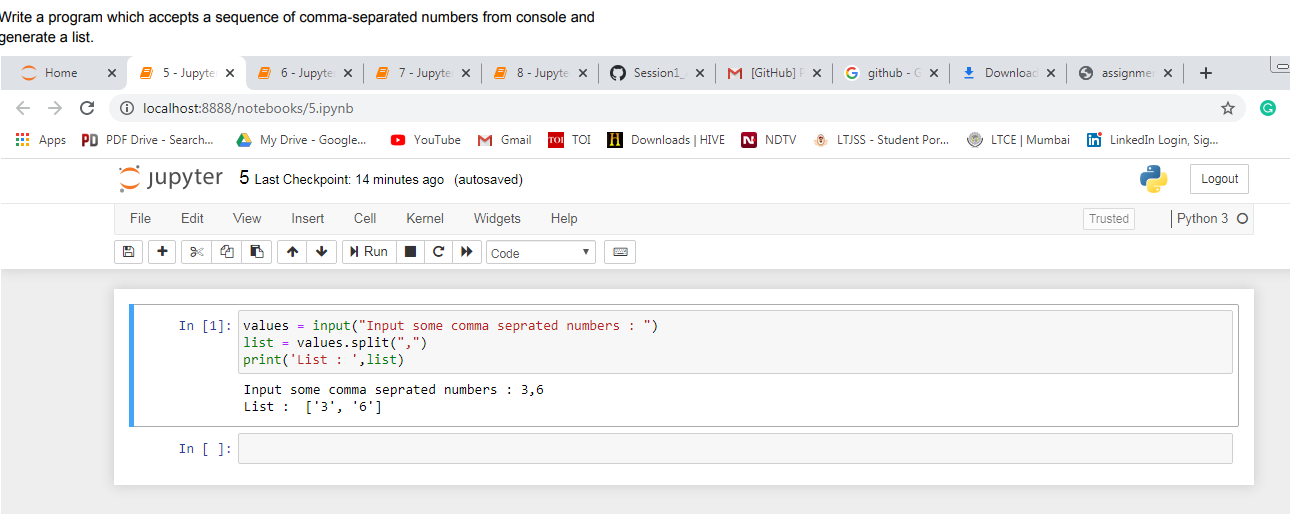 Write a program which accepts a sequence of comma-separated numbers from console and
generate a list.
Home 5 - Jupyte 6 - Jupyte 7 - Jupyte 8 - Jupyte Session1_ [GitHub] github - G Download assignme
localhost:8888/notebooks/5.ipynb
Apps PDF Drive - Search... My Drive - Google... YouTube Gmail TOI TOI Downloads | HIVE NDTV LTJSS - Student Por... LTCE | Mumbai LinkedIn Login, Sig...
jupyter 5 Last Checkpoint: 14 minutes ago (autosaved) Logout
File Edit View Insert Cell Kernel Widgets Help Trusted Python 3
Run Code
In [1]: values = input("Input some comma seprated numbers : ")
list = values.split(",")
print('List : ',list)
Input some comma seprated numbers : 3,6
List :  ['3', '6']
In [ ]: